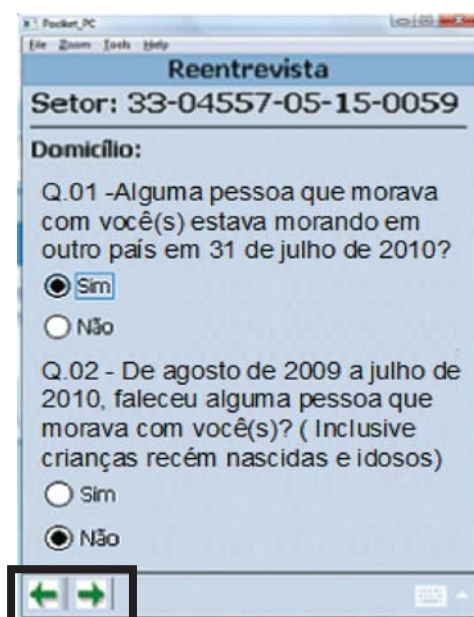 Pocket_PC
File Zoom Tools Help
Reentrevista
Setor: 33-04557-05-15-0059
Domicílio:
Q.01 -Alguma pessoa que morava
com você(s) estava morando em
outro país em 31 de julho de 2010?
Sim
Não
Q.02 - De agosto de 2009 a julho de
2010, faleceu alguma pessoa que
morava com você(s)? ( Inclusive
crianças recém nascidas e idosos)
Sim
Não